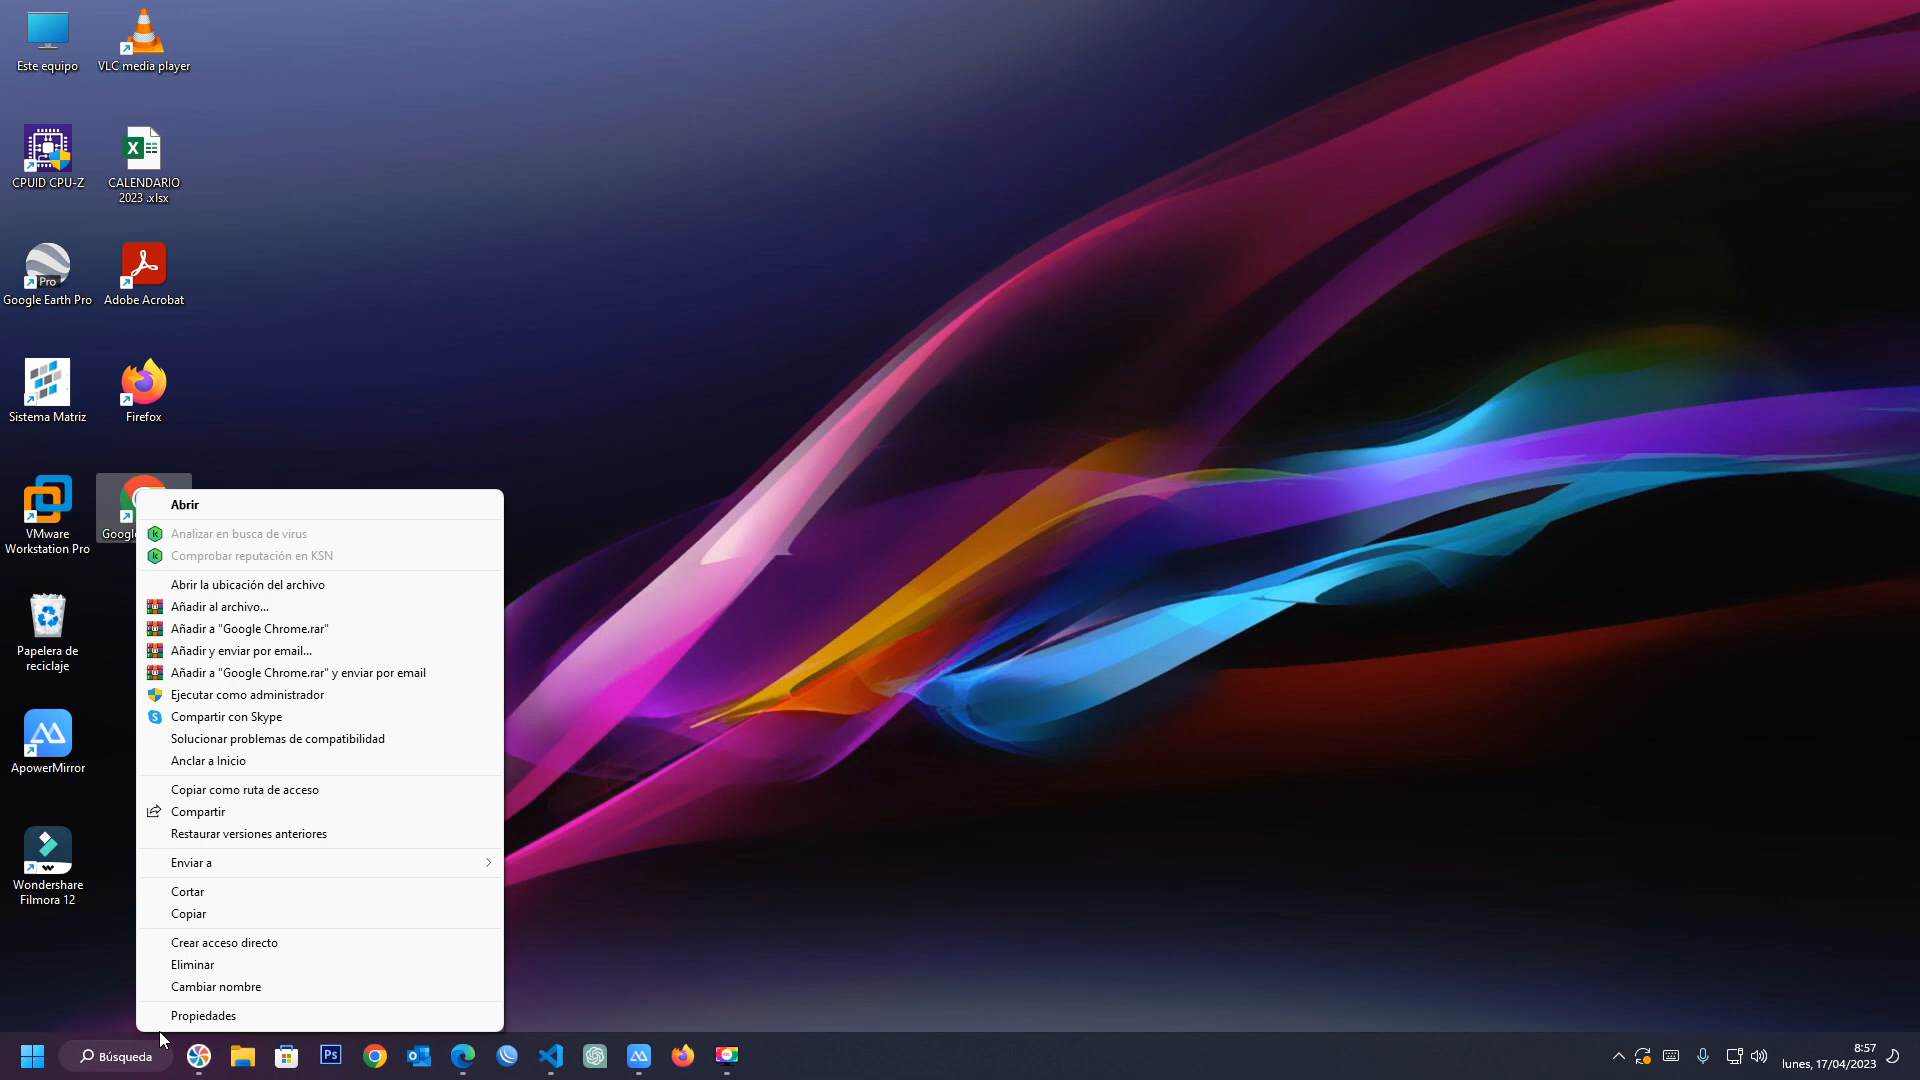 Este equipo
VLC media player
CPUID CPU-Z
CALENDARIO
2023 .xlsx
Pro
Google Earth Pro
Adobe Acrobat
Sistema Matriz
Firefox
VMware
Workstation Pro
Google
Papelera de
reciclaje
ApowerMirror
Wondershare
Filmora 12
Abrir
Analizar en busca de virus
Comprobar reputación en KSN
Abrir la ubicación del archivo
Añadir al archivo...
Añadir a "Google Chrome.rar"
Añadir y enviar por email...
Añadir a "Google Chrome.rar" y enviar por email
Ejecutar como administrador
Compartir con Skype
Solucionar problemas de compatibilidad
Anclar a Inicio
Copiar como ruta de acceso
Compartir
Restaurar versiones anteriores
Enviar a
Cortar
Copiar
Crear acceso directo
Eliminar
Cambiar nombre
Propiedades
Búsqueda
Ps
8:57
lunes, 17/04/2023